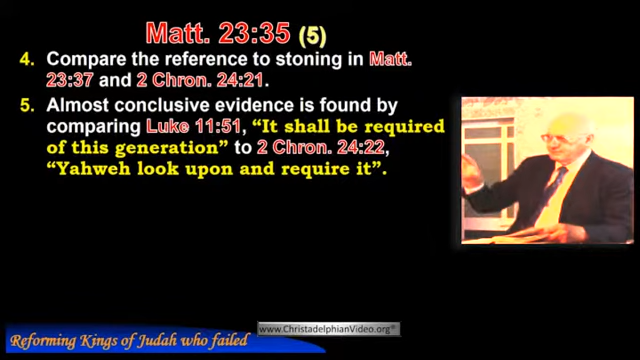 Matt. 23:35 (5)
4. Compare the reference to stoning in Matt.
23:37 and 2 Chron. 24:21.
5. Almost conclusive evidence is found by
comparing Luke 11:51, “It shall be required
of this generation” to 2 Chron. 24:22,
“Yahweh look upon and require it”.
www.ChristadelphianVideo.org®
Reforming Kings of Judah who failed